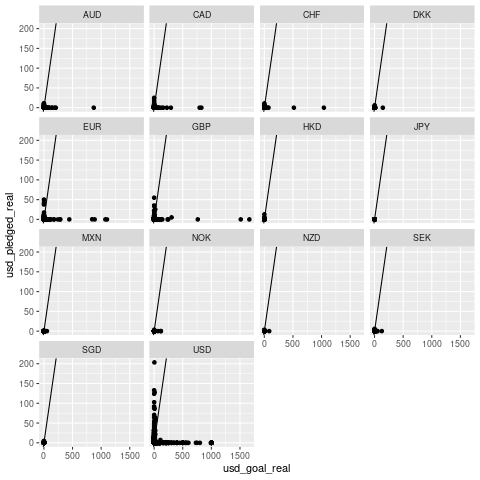 AUD CAD CHF DKK
200
150
100
50
0
EUR GBP HKD JPY
200
150
100
50
0
usd_pledged_real
MXN NOK NZD SEK
200
150
100
50
0
0 500 1000 1500 0 500 1000 1500
SGD USD
200
150
100
50
0
0 500 1000 1500 0 500 1000 1500
usd_goal_real